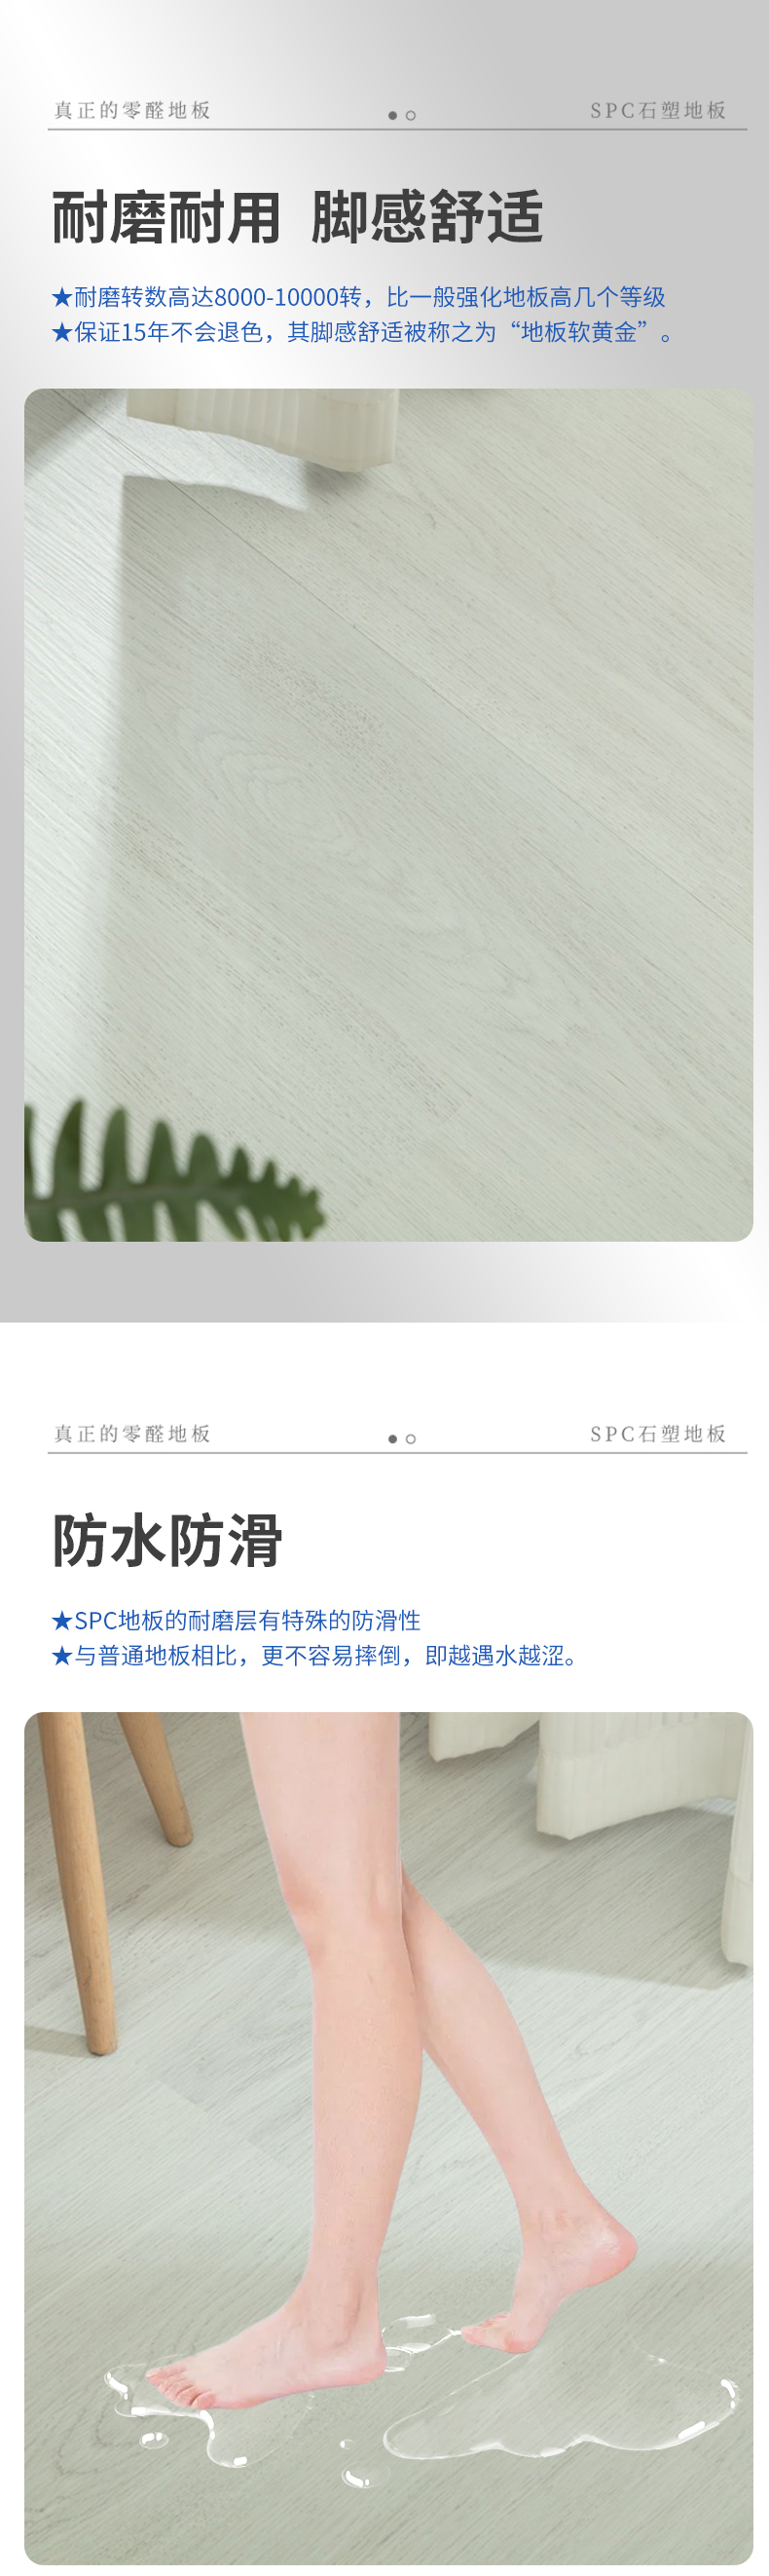 真正的零醛地板
SPC石塑地板
耐磨耐用 脚感舒适
★耐磨转数高达8000-10000转，比一般强化地板高几个等级
★保证15年不会退色，其脚感舒适被称之为“地板软黄金”。
真正的零醛地板
SPC石塑地板
防水防滑
★SPC地板的耐磨层有特殊的防滑性
★与普通地板相比，更不容易摔倒，即越遇水越涩。